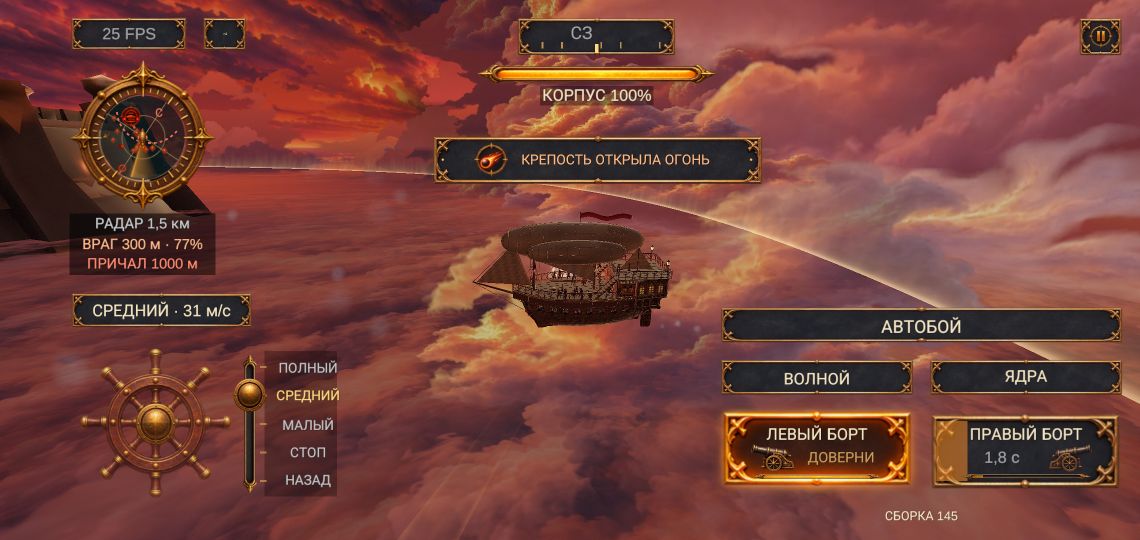 25 FPS
СЗ
КОРПУС 100%
КРЕПОСТЬ ОТКРЫЛА ОГОНЬ
С
РАДАР 1,5 км
ВРАГ 300 м · 77%
ПРИЧАЛ 1000 м
СРЕДНИЙ · 31 м/с
ПОЛНЫЙ
СРЕДНИЙ
МАЛЫЙ
СТОП
НАЗАД
АВТОБОЙ
ВОЛНОЙ
ЯДРА
ЛЕВЫЙ БОРТ
ДОВЕРНИ
ПРАВЫЙ БОРТ
1,8 с
СБОРКА 145